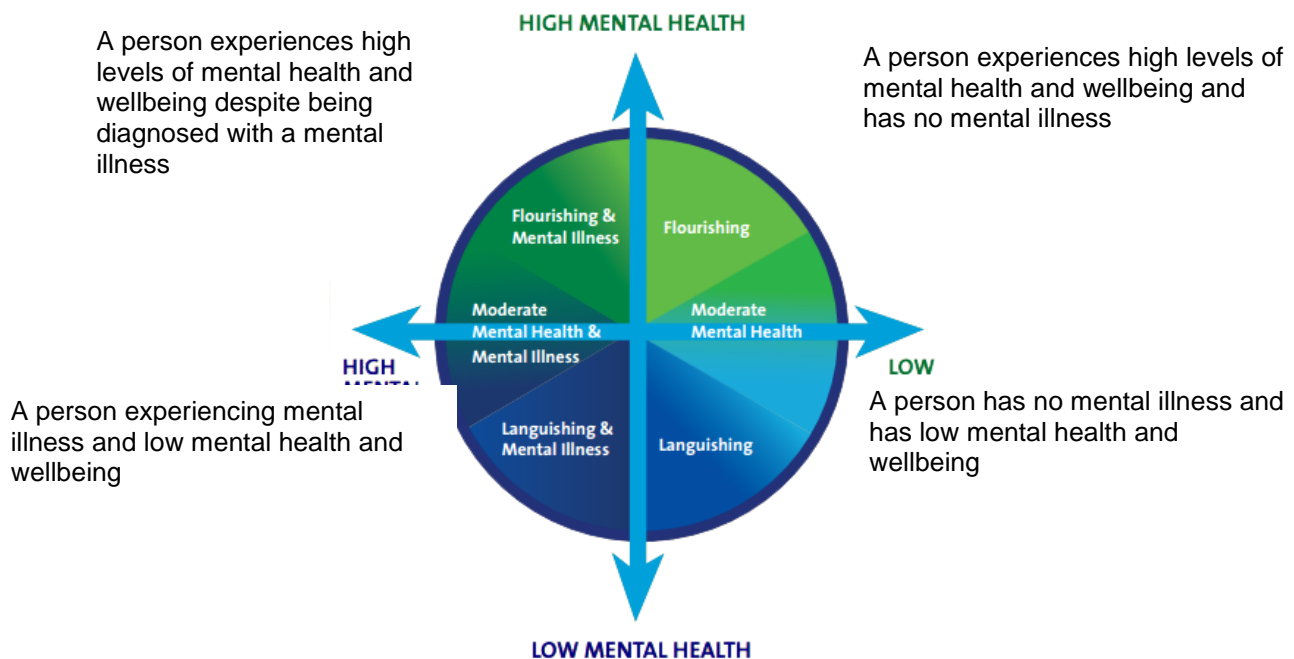 HIGH MENTAL HEALTH
A person experiences high
levels of mental health and
wellbeing despite being
diagnosed with a mental
illness
A person experiences high levels of
mental health and wellbeing and
has no mental illness
Flourishing &
Mental Illness
Flourishing
Moderate
Mental Health &
Mental Illness
Moderate
Mental Health
HIGH
MENTAL
LOW
A person experiencing mental
illness and low mental health and
wellbeing
A person has no mental illness and
has low mental health and
wellbeing
Languishing &
Mental Illness
Languishing
LOW MENTAL HEALTH